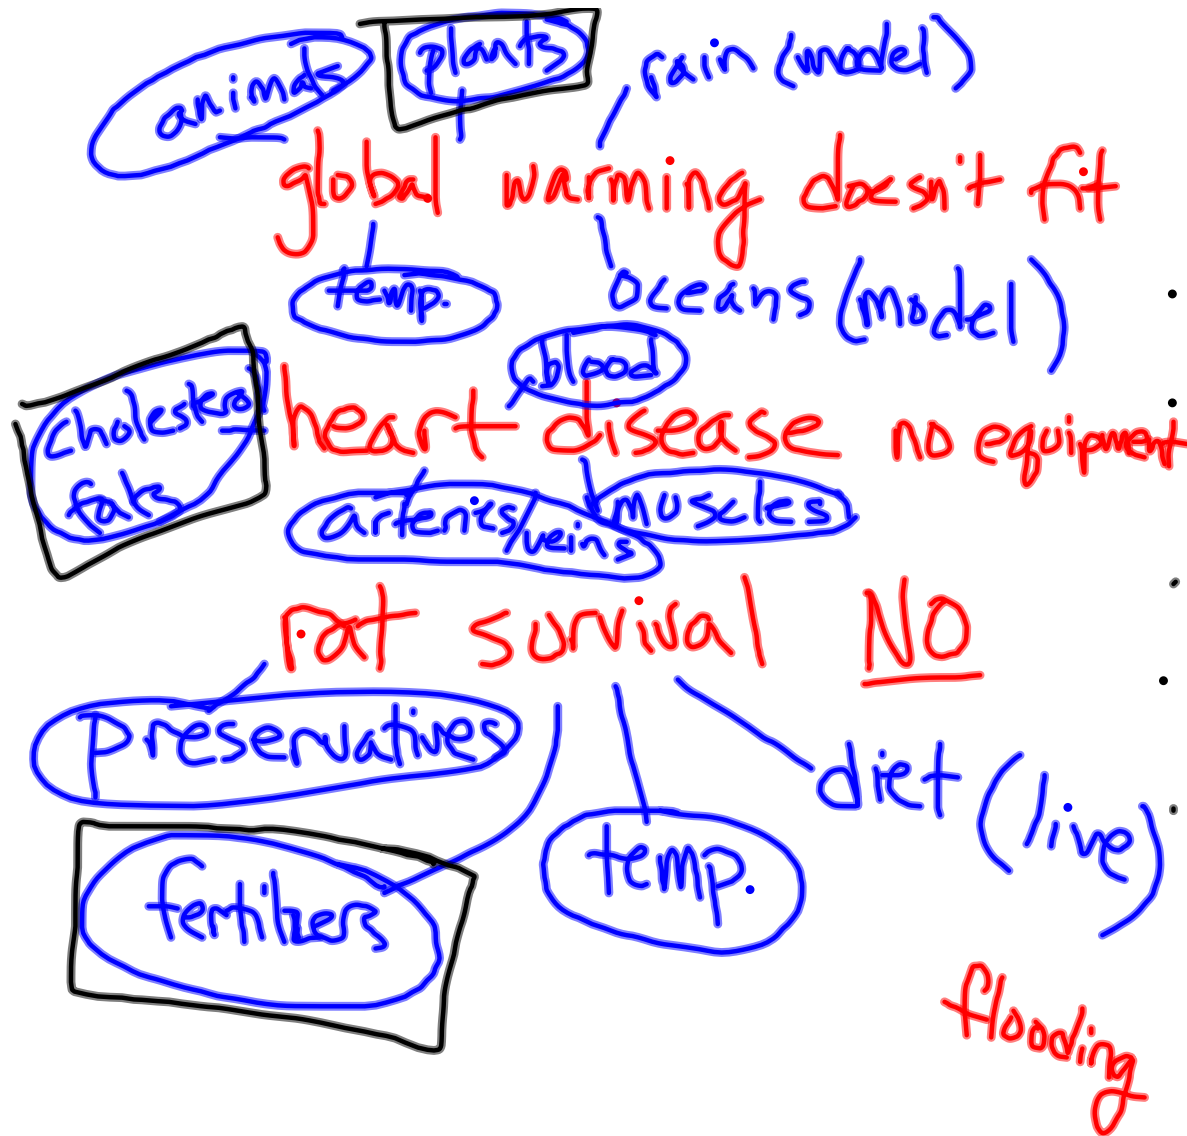 animals plants rain (model)
global warming doesn't fit
temp. oceans (model)
blood
cholesterol
fats
heart disease no equipment
arteries/veins muscles
rat survival NO
preservatives
diet (live)
fertilizers temp.
flooding